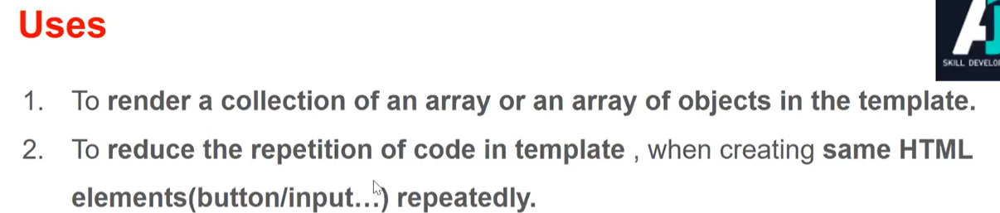 Uses
SKILL DEVELO
1. To render a collection of an array or an array of objects in the template.
2. To reduce the repetition of code in template , when creating same HTML
elements(button/input...) repeatedly.